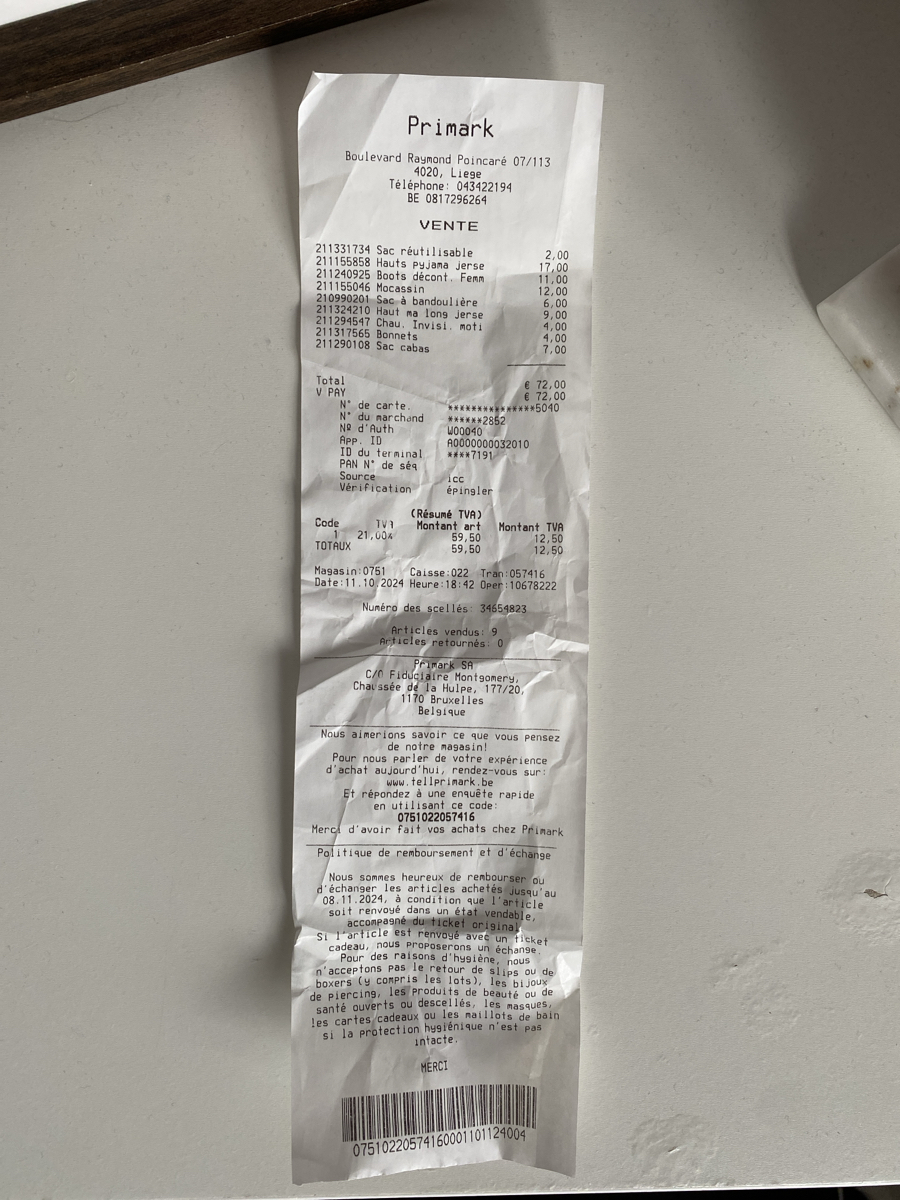 Primark
Boulevard Raymond Poincaré 07/113
4020, Liege
Téléphone: 043422194
BE 0817296264
VENTE
211331734 Sac réutilisable 2,00
211155858 Hauts pyjama jerse 17,00
211240925 Boots décont. Femm 11,00
211155046 Mocassin 12,00
210990201 Sac à bandoulière 6,00
211324210 Haut ma long jerse 9,00
211294547 Chau. Invisi. moti 4,00
211317565 Bonnets 4,00
211290108 Sac cabas 7,00
Total € 72,00
V PAY € 72,00
N° de carte. ***************5040
N° du marchand ******2852
Nº d'Auth W00040
App. ID A0000000032010
ID du terminal ****7191
PAN N° de séq
Source icc
Vérification épingler
(Résumé TVA)
Code TVA Montant art Montant TVA
1 21,00% 59,50 12,50
TOTAUX 59,50 12,50
Magasin:0751 Caisse:022 Tran:057416
Date:11.10.2024 Heure:18:42 Oper:10678222
Numéro des scellés: 34654823
Articles vendus: 9
Articles retournés: 0
Primark SA
C/O Fiduciaire Montgomery,
Chaussée de la Hulpe, 177/20,
1170 Bruxelles
Belgique
Nous aimerions savoir ce que vous pensez
de notre magasin!
Pour nous parler de votre expérience
d'achat aujourd'hui, rendez-vous sur:
www.tellprimark.be
Et répondez à une enquête rapide
en utilisant ce code:
0751022057416
Merci d'avoir fait vos achats chez Primark
Politique de remboursement et d'échange
Nous sommes heureux de rembourser ou
d'échanger les articles achetés jusqu'au
08.11.2024, à condition que l'article
soit renvoyé dans un état vendable,
accompagné du ticket original.
Si l'article est renvoyé avec un ticket
cadeau, nous proposerons un échange.
Pour des raisons d'hygiène, nous
n'acceptons pas le retour de slips ou de
boxers (y compris les lots), les bijoux
de piercing, les produits de beauté ou de
santé ouverts ou descellés, les masques,
les cartes cadeaux ou les maillots de bain
si la protection hygiénique n'est pas
intacte.
MERCI
07510220574160001101124004